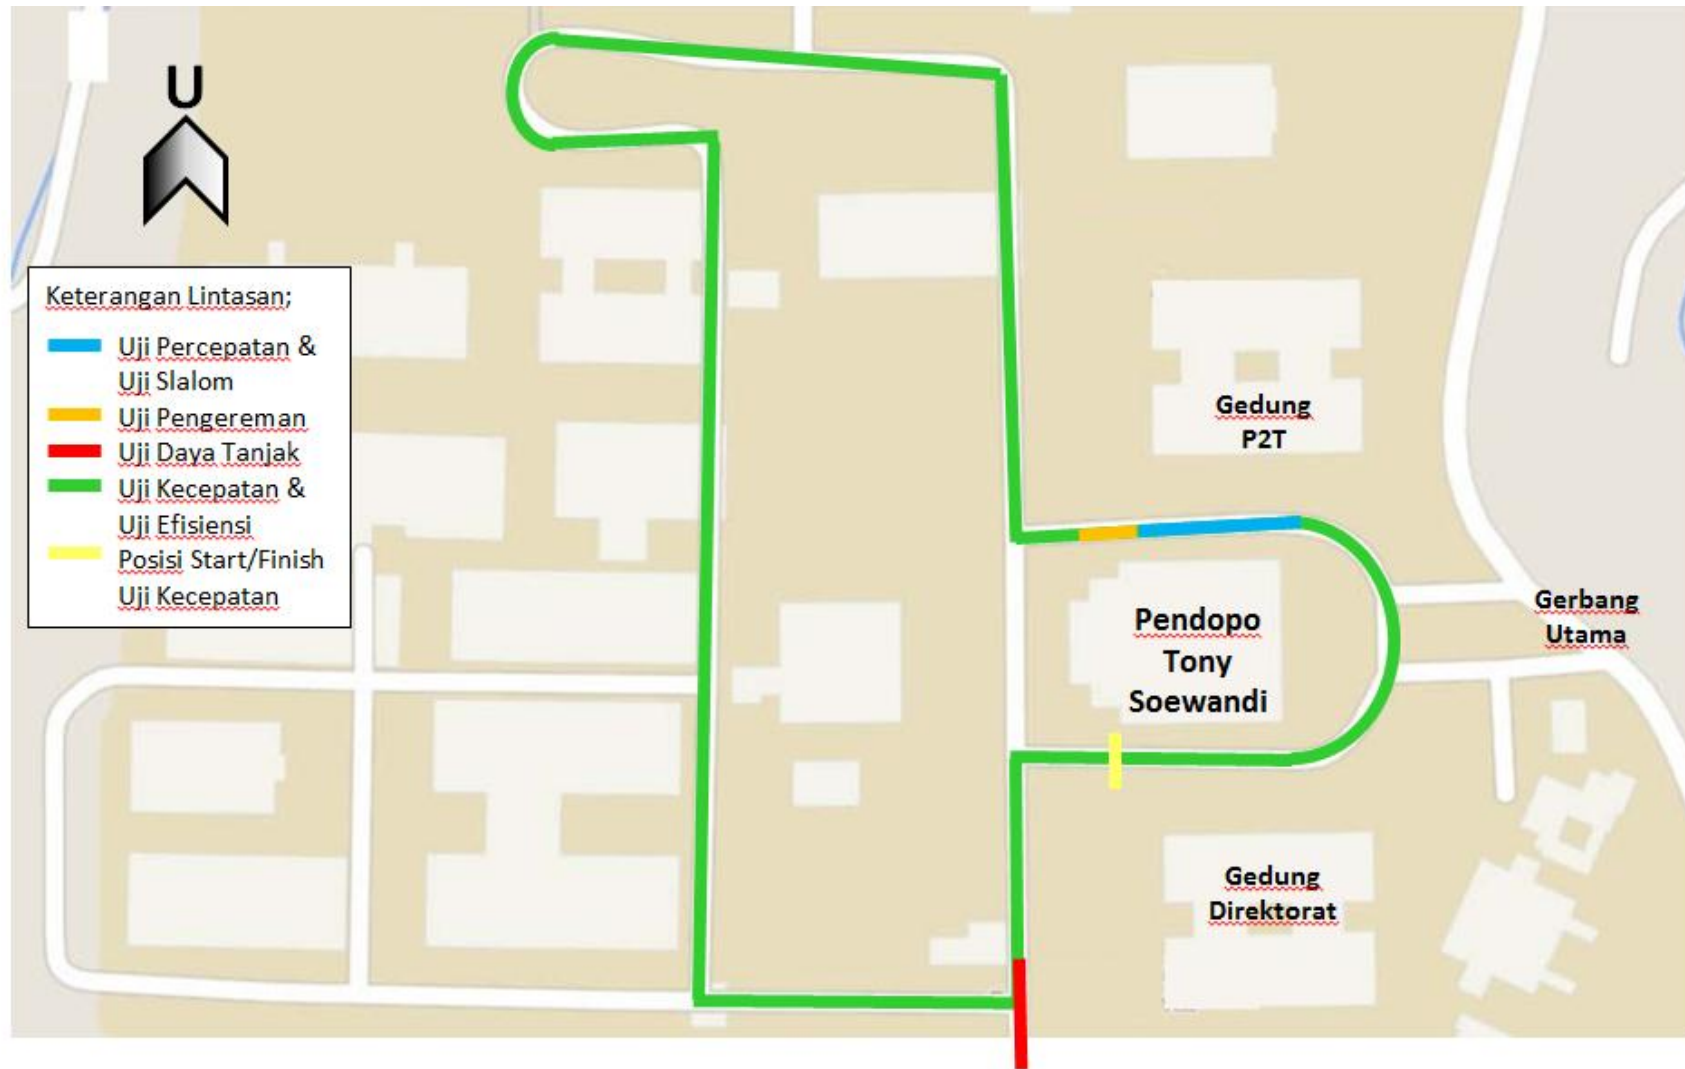 U
Keterangan Lintasan;
Uji Percepatan &
Uji Slalom
Uji Pengereman
Uji Daya Tanjak
Uji Kecepatan &
Uji Efisiensi
Posisi Start/Finish
Uji Kecepatan
Gedung
P2T
Gerbang
Utama
Pendopo
Tony
Soewandi
Gedung
Direktorat